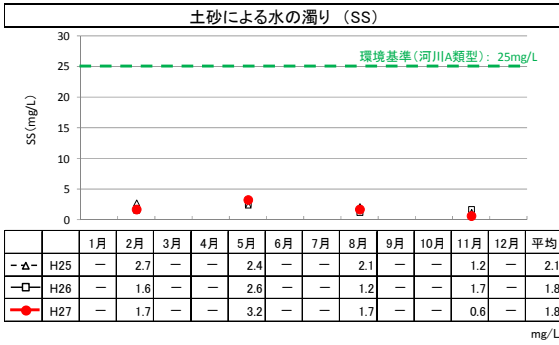 土砂による水の濁り (SS)
30
環境基準(河川A類型): 25mg/L
25
20
SS(mg/L)
15
10
5
0
1月 2月 3月 4月 5月 6月 7月 8月 9月 10月 11月 12月 平均
H25 — 2.7 — — 2.4 — — 2.1 — — 1.2 — 2.1
H26 — 1.6 — — 2.6 — — 1.2 — — 1.7 — 1.8
H27 — 1.7 — — 3.2 — — 1.7 — — 0.6 — 1.8
mg/L